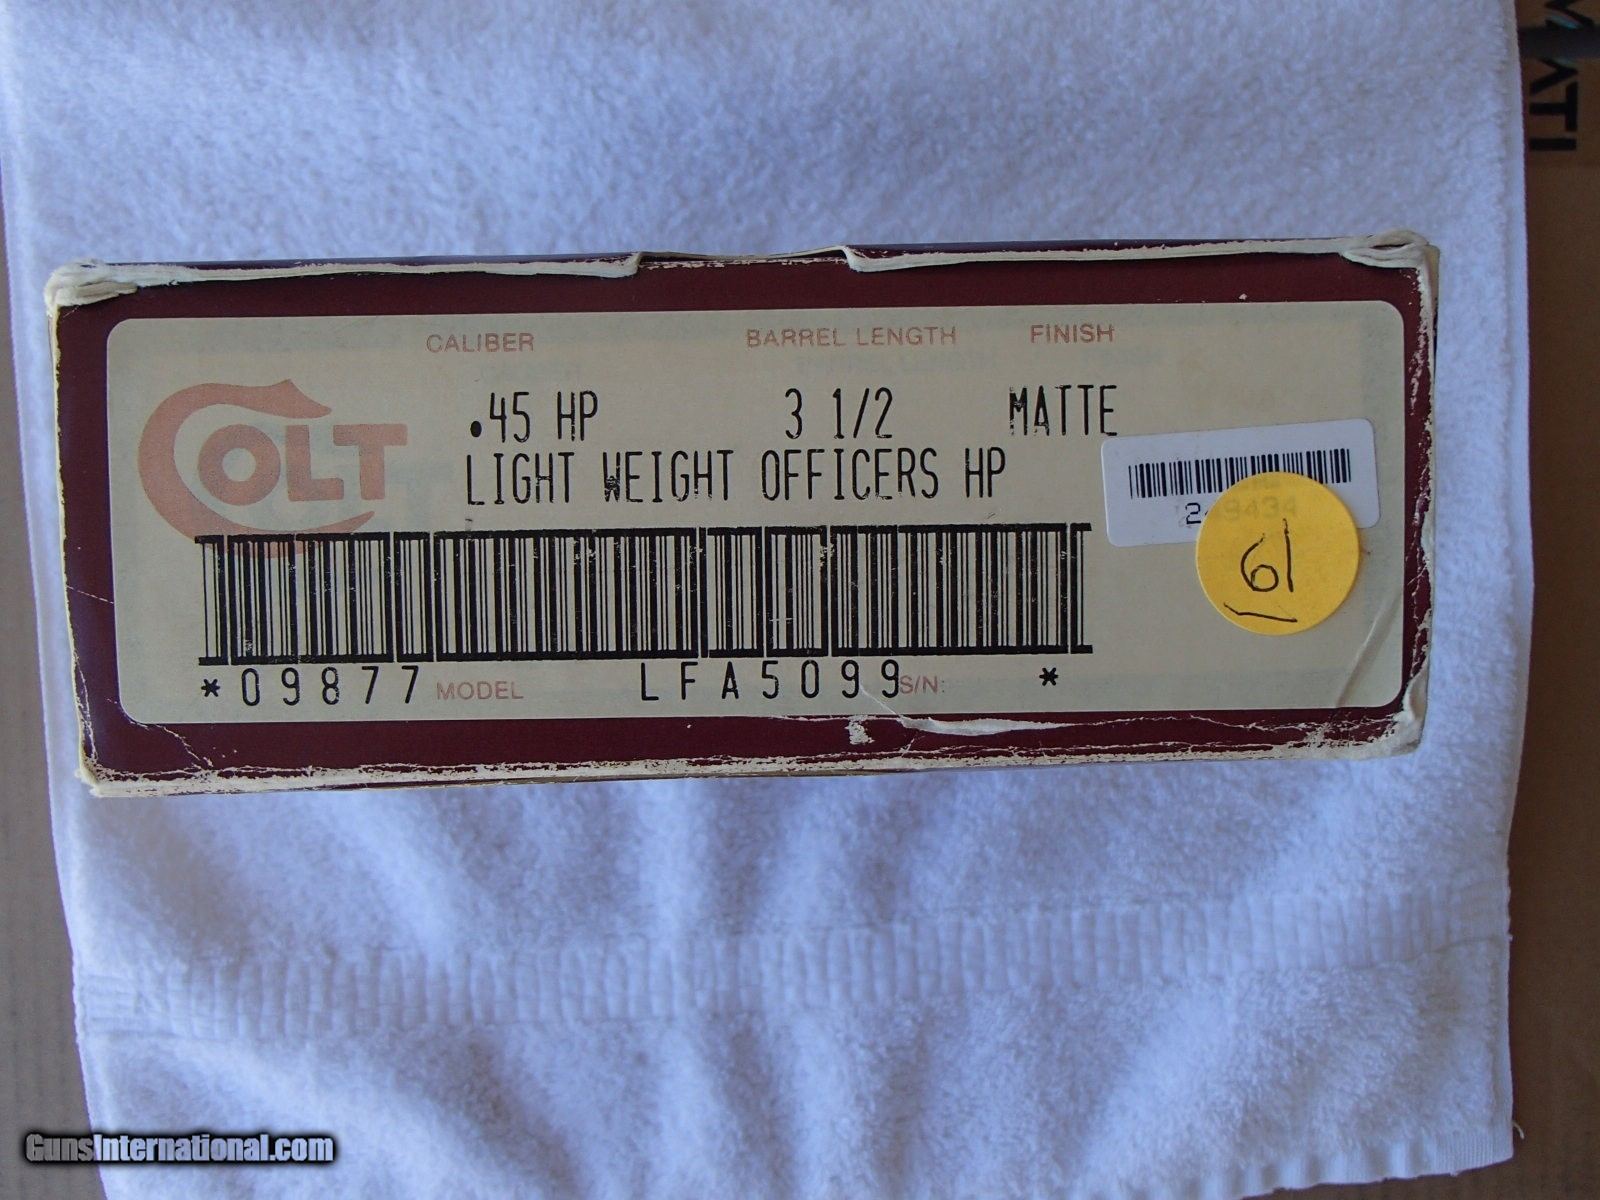 CALIBER BARREL LENGTH FINISH
COLT
.45 HP 3 1/2 MATTE
LIGHT WEIGHT OFFICERS HP
*09877 MODEL LFA5099 S/N: *
61
MATI
GunsInternational.com